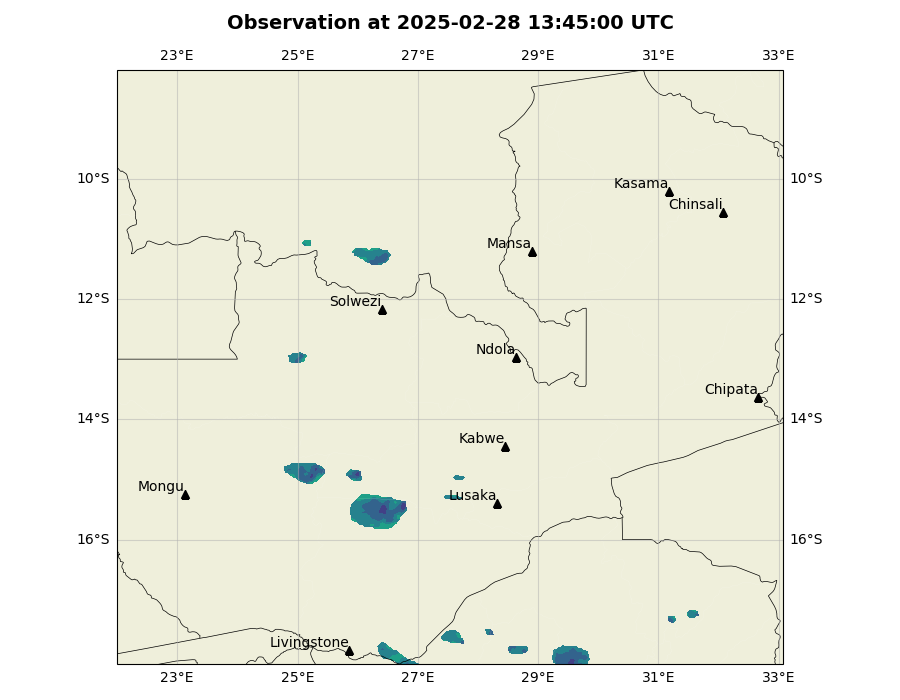 Observation at 2025-02-28 13:45:00 UTC
23°E 25°E 27°E 29°E 31°E 33°E
10°S 10°S
Kasama
Chinsali
Mansa
12°S 12°S
Solwezi
Ndola
Chipata
14°S 14°S
Kabwe
Mongu
Lusaka
16°S 16°S
Livingstone
23°E 25°E 27°E 29°E 31°E 33°E